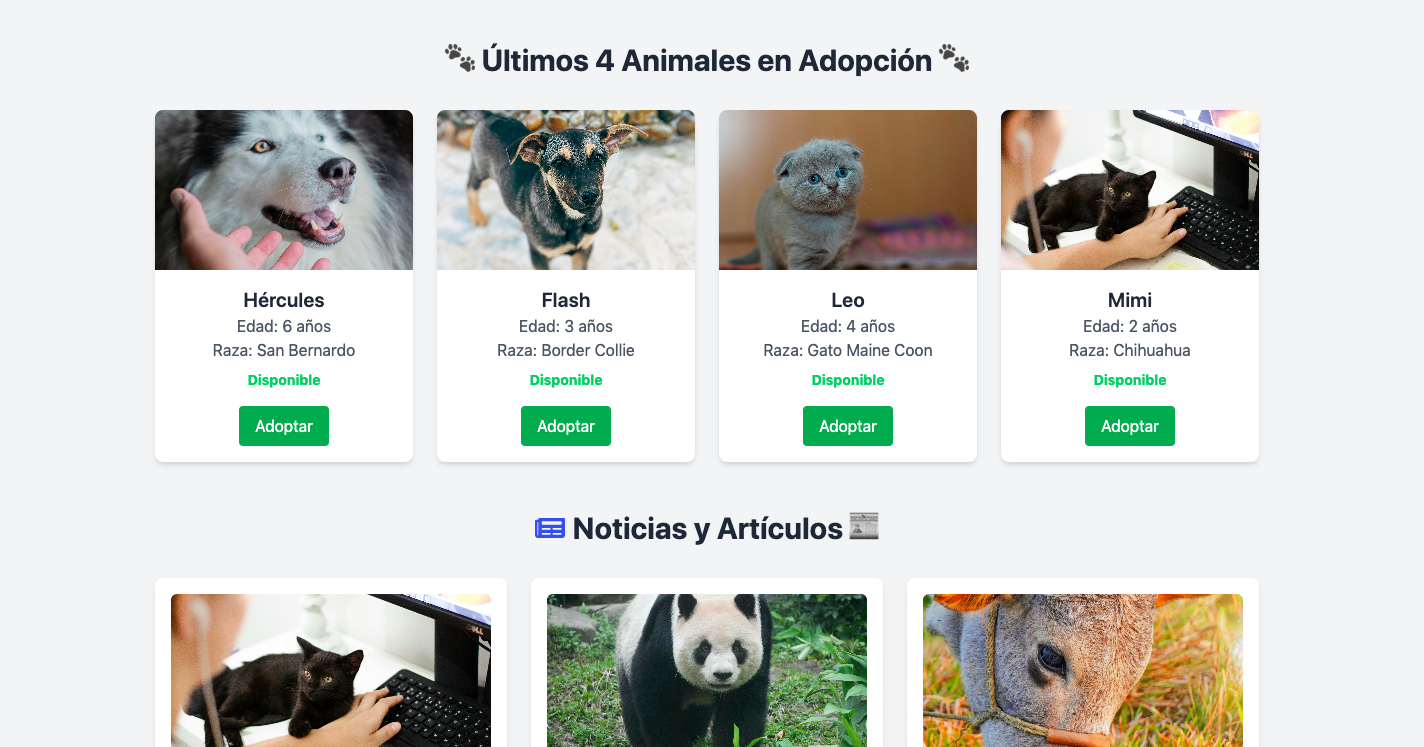 Últimos 4 Animales en Adopción
Hércules
Edad: 6 años
Raza: San Bernardo
Disponible
Adoptar
Flash
Edad: 3 años
Raza: Border Collie
Disponible
Adoptar
Leo
Edad: 4 años
Raza: Gato Maine Coon
Disponible
Adoptar
DELL
Mimi
Edad: 2 años
Raza: Chihuahua
Disponible
Adoptar
Noticias y Artículos
DELL